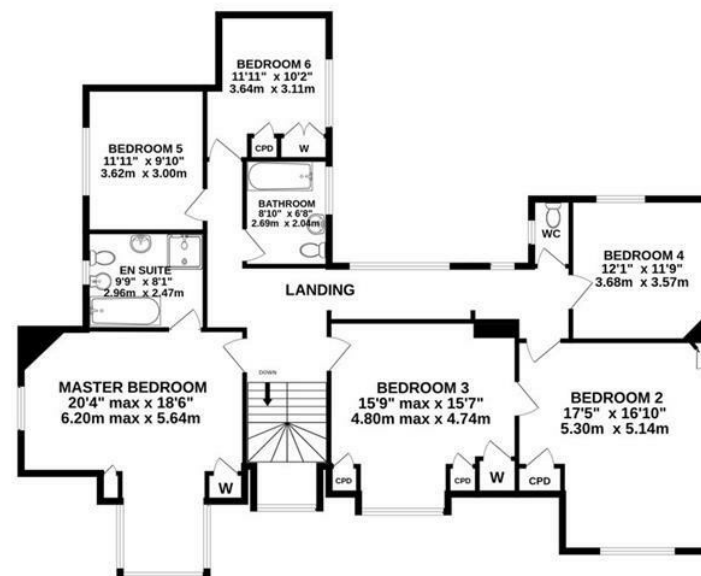 BEDROOM 6
11'11" x 10'2"
3.64m x 3.11m
CPD
W
BEDROOM 5
11'11" x 9'10"
3.62m x 3.00m
BATHROOM
8'10" x 6'8"
2.69m x 2.04m
WC
BEDROOM 4
12'1" x 11'9"
3.68m x 3.57m
EN SUITE
9'9" x 8'1"
2.96m x 2.47m
LANDING
DOWN
MASTER BEDROOM
20'4" max x 18'6"
6.20m max x 5.64m
W
BEDROOM 3
15'9" max x 15'7"
4.80m max x 4.74m
CPD
CPD
W
BEDROOM 2
17'5" x 16'10"
5.30m x 5.14m
CPD